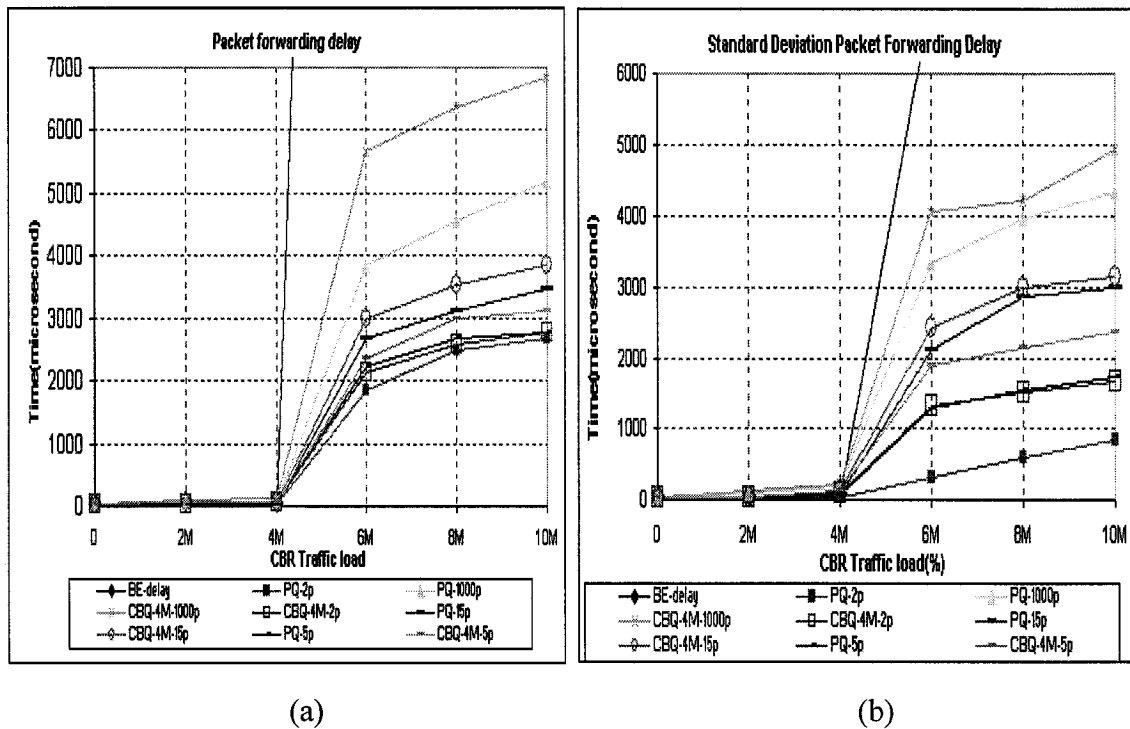 Packet forwarding delay
7000
6000
5000
4000
3000
2000
1000
0
Time(microsecond)
0 2M 4M 6M 8M 10M
CBR Traffic load
BE-delay PQ-2p PQ-1000p
CBQ-4M-1000p CBQ-4M-2p PQ-15p
CBQ-4M-15p PQ-5p CBQ-4M-5p
(a)
Standard Deviation Packet Forwarding Delay
6000
5000
4000
3000
2000
1000
0
Time(microsecond)
0 2M 4M 6M 8M 10M
CBR Traffic load(%)
BE-delay PQ-2p PQ-1000p
CBQ-4M-1000p CBQ-4M-2p PQ-15p
CBQ-4M-15p PQ-5p CBQ-4M-5p
(b)